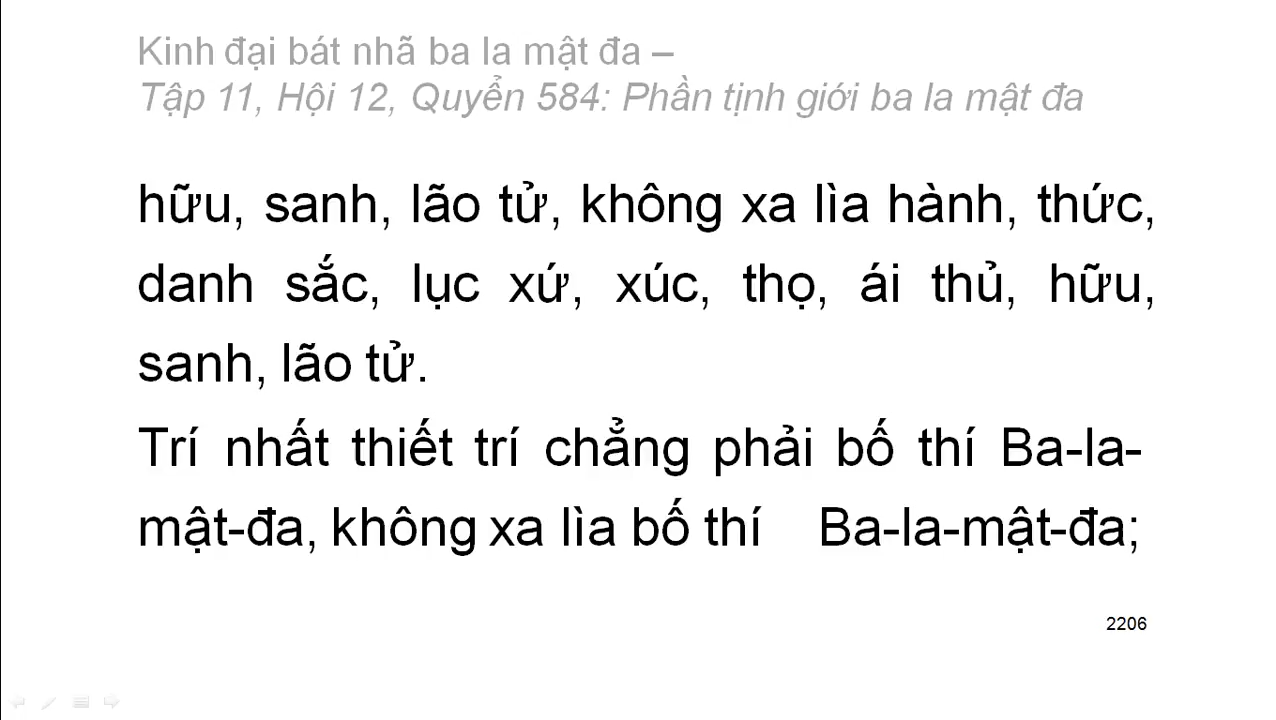 Kinh đại bát nhã ba la mật đa –
Tập 11, Hội 12, Quyển 584: Phần tịnh giới ba la mật đa
hữu, sanh, lão tử, không xa lìa hành, thức,
danh sắc, lục xứ, xúc, thọ, ái thủ, hữu,
sanh, lão tử.
Trí nhất thiết trí chẳng phải bố thí Ba-la-
mật-đa, không xa lìa bố thí Ba-la-mật-đa;
2206